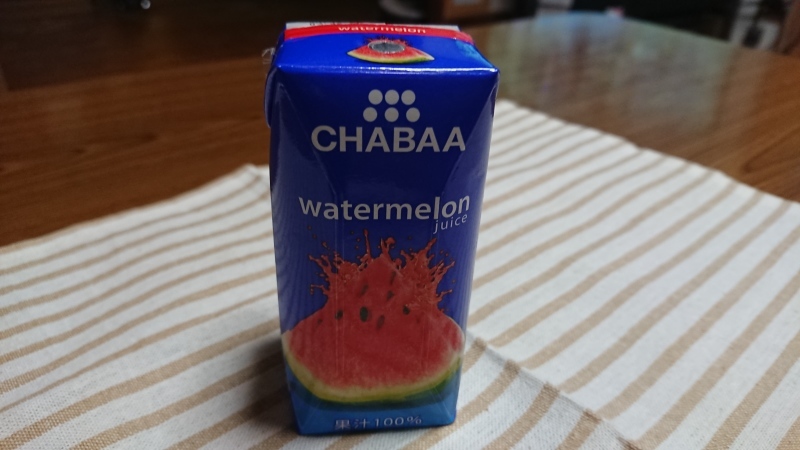 watermelon
CHABAA
watermelon
juice
果汁100%